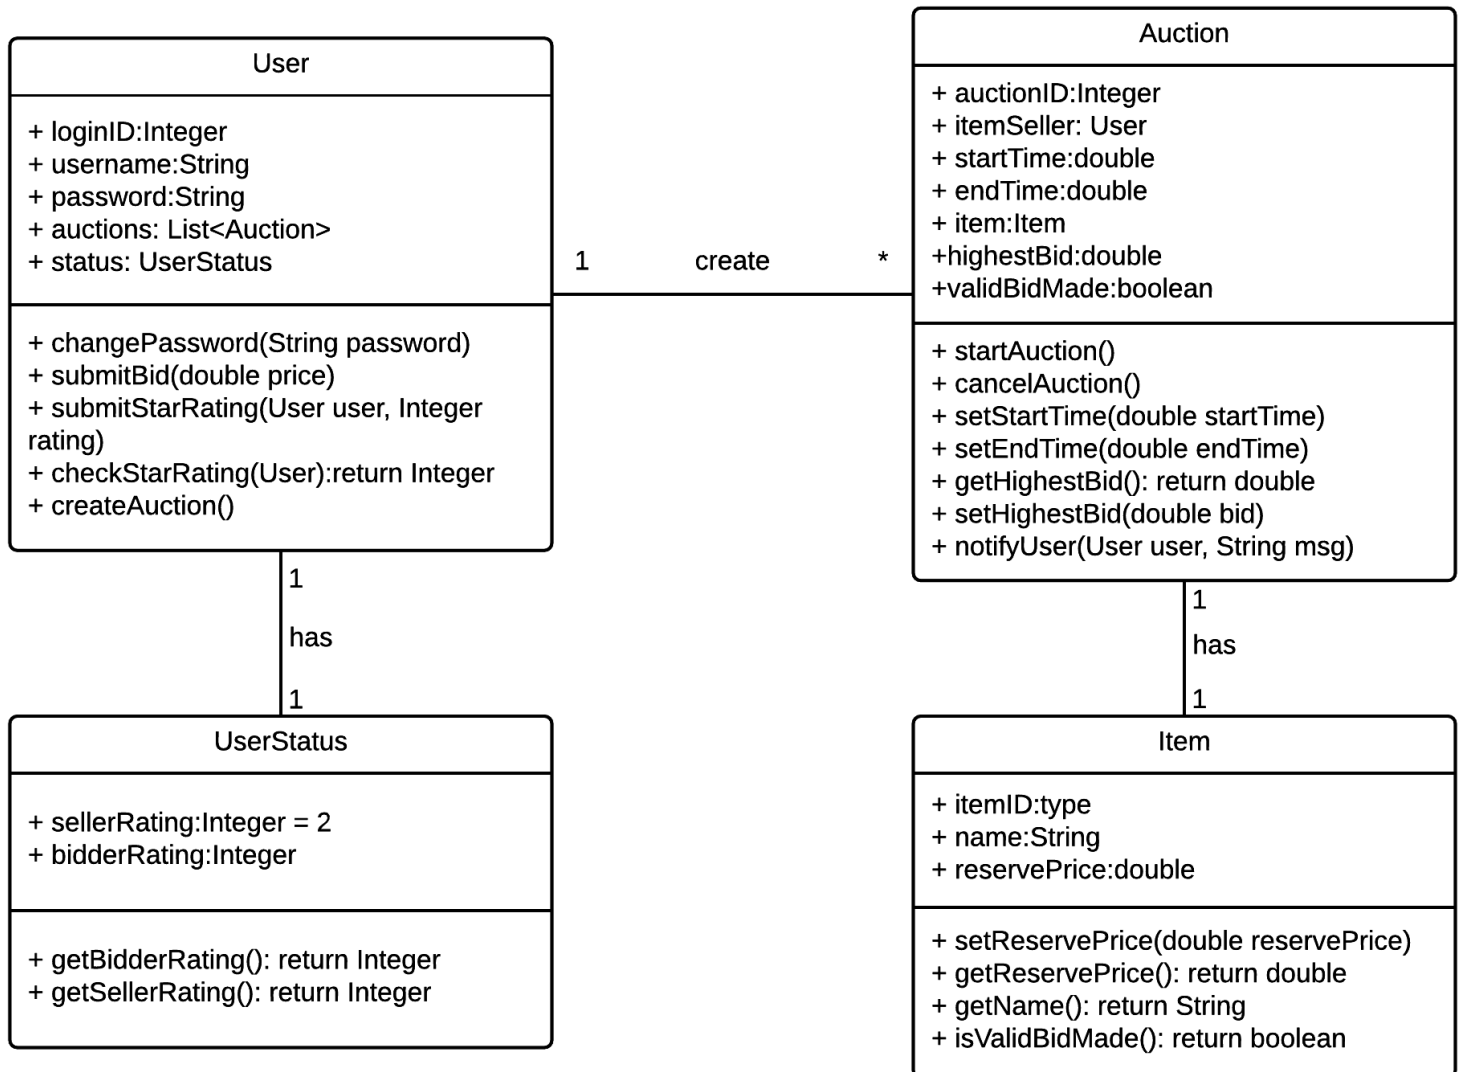 User
+ loginID:Integer
+ username:String
+ password:String
+ auctions: List<Auction>
+ status: UserStatus
+ changePassword(String password)
+ submitBid(double price)
+ submitStarRating(User user, Integer
rating)
+ checkStarRating(User):return Integer
+ createAuction()
1
create
*
Auction
+ auctionID:Integer
+ itemSeller: User
+ startTime:double
+ endTime:double
+ item:Item
+highestBid:double
+validBidMade:boolean
+ startAuction()
+ cancelAuction()
+ setStartTime(double startTime)
+ setEndTime(double endTime)
+ getHighestBid(): return double
+ setHighestBid(double bid)
+ notifyUser(User user, String msg)
1
has
1
UserStatus
+ sellerRating:Integer = 2
+ bidderRating:Integer
+ getBidderRating(): return Integer
+ getSellerRating(): return Integer
1
has
1
Item
+ itemID:type
+ name:String
+ reservePrice:double
+ setReservePrice(double reservePrice)
+ getReservePrice(): return double
+ getName(): return String
+ isValidBidMade(): return boolean